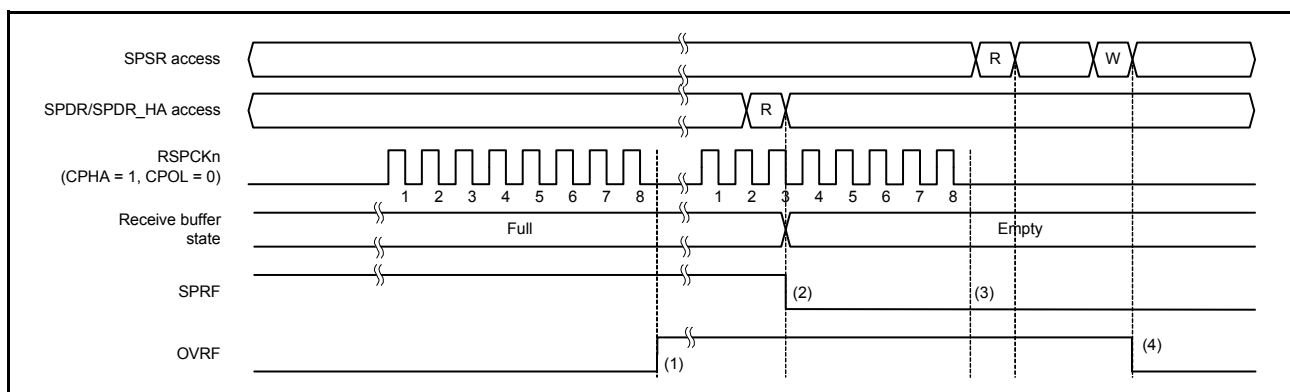 SPSR access
R
W
SPDR/SPDR_HA access
R
RSPCKn
(CPHA = 1, CPOL = 0)
1 2 3 4 5 6 7 8 1 2 3 4 5 6 7 8
Receive buffer
state
Full
Empty
SPRF
(2)
(3)
OVRF
(1)
(4)